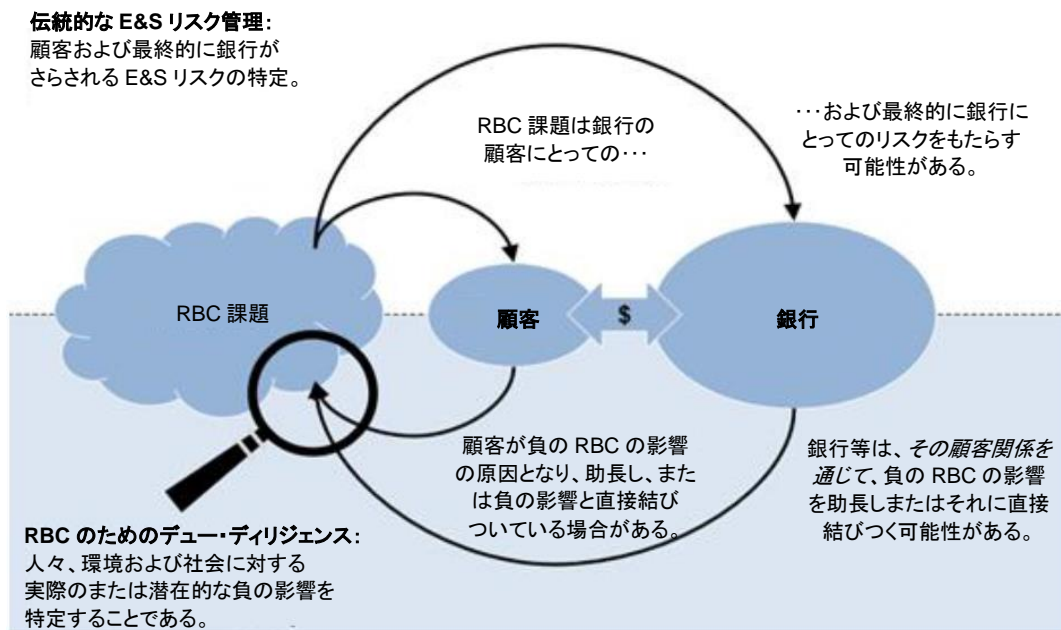 伝統的な E&S リスク管理:
顧客および最終的に銀行が
さらされる E&S リスクの特定。
RBC 課題は銀行の
顧客にとっての…
…および最終的に銀行に
とってのリスクをもたらす
可能性がある。
RBC 課題
顧客
$
銀行
顧客が負の RBC の影響
の原因となり、助長し、また
は負の影響と直接結び
ついている場合がある。
銀行等は、その顧客関係を
通じて、負の RBC の影響
を助長しまたはそれに直接
結びつく可能性がある。
RBC のためのデュー・ディリジェンス:
人々、環境および社会に対する
実際のまたは潜在的な負の影響を
特定することである。